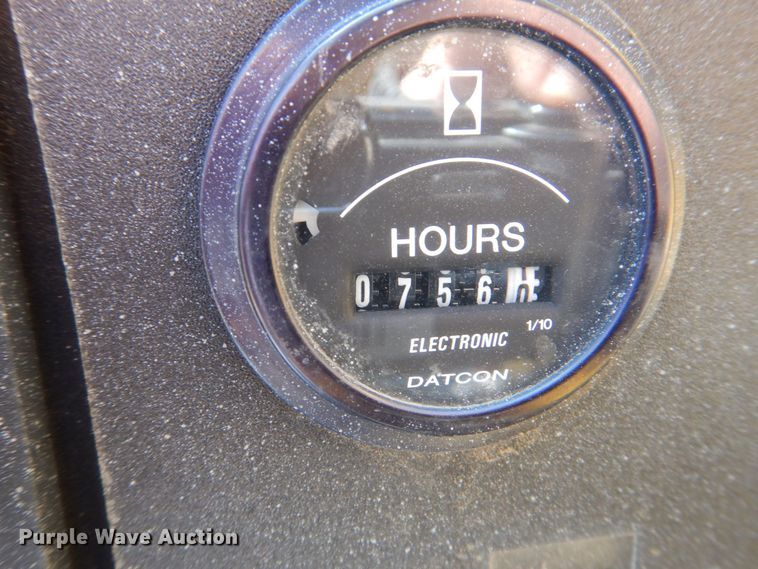 HOURS
0756
1/10
ELECTRONIC
DATCON
Purple Wave Auction